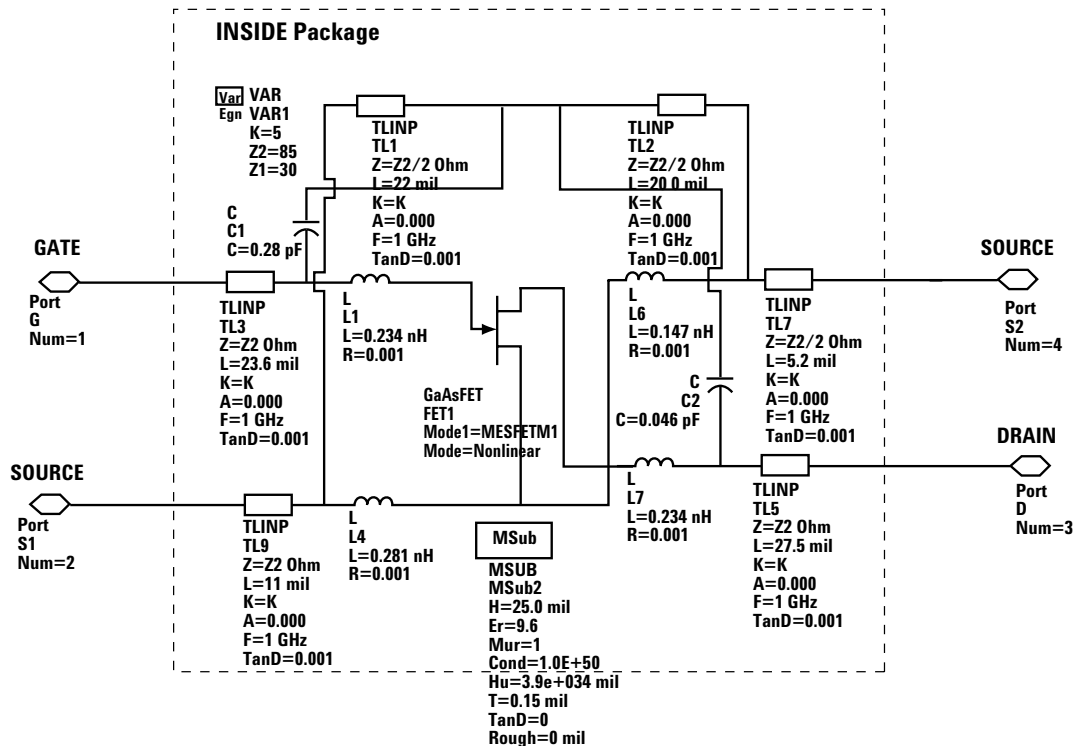 INSIDE Package
Var VAR
Egn VAR1
K=5
Z2=85
Z1=30
TLINP
TL1
Z=Z2/2 Ohm
L=22 mil
K=K
A=0.000
F=1 GHz
TanD=0.001
TLINP
TL2
Z=Z2/2 Ohm
L=20 0 mil
K=K
A=0.000
F=1 GHz
TanD=0.001
C
C1
C=0.28 pF
GATE
Port
G
Num=1
TLINP
TL3
Z=Z2 Ohm
L=23.6 mil
K=K
A=0.000
F=1 GHz
TanD=0.001
L
L1
L=0.234 nH
R=0.001
GaAsFET
FET1
Mode1=MESFETM1
Mode=Nonlinear
L
L6
L=0.147 nH
R=0.001
C
C2
C=0.046 pF
TLINP
TL7
Z=Z2/2 Ohm
L=5.2 mil
K=K
A=0.000
F=1 GHz
TanD=0.001
SOURCE
Port
S2
Num=4
SOURCE
Port
S1
Num=2
TLINP
TL9
Z=Z2 Ohm
L=11 mil
K=K
A=0.000
F=1 GHz
TanD=0.001
L
L4
L=0.281 nH
R=0.001
MSub
MSUB
MSub2
H=25.0 mil
Er=9.6
Mur=1
Cond=1.0E+50
Hu=3.9e+034 mil
T=0.15 mil
TanD=0
Rough=0 mil
L
L7
L=0.234 nH
R=0.001
TLINP
TL5
Z=Z2 Ohm
L=27.5 mil
K=K
A=0.000
F=1 GHz
TanD=0.001
DRAIN
Port
D
Num=3